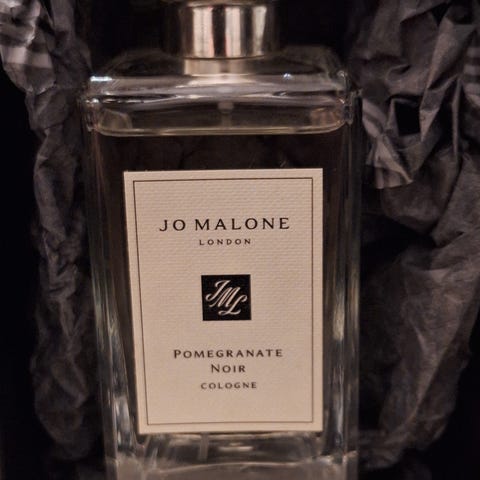 JO MALONE
LONDON
JML
POMEGRANATE
NOIR
COLOGNE